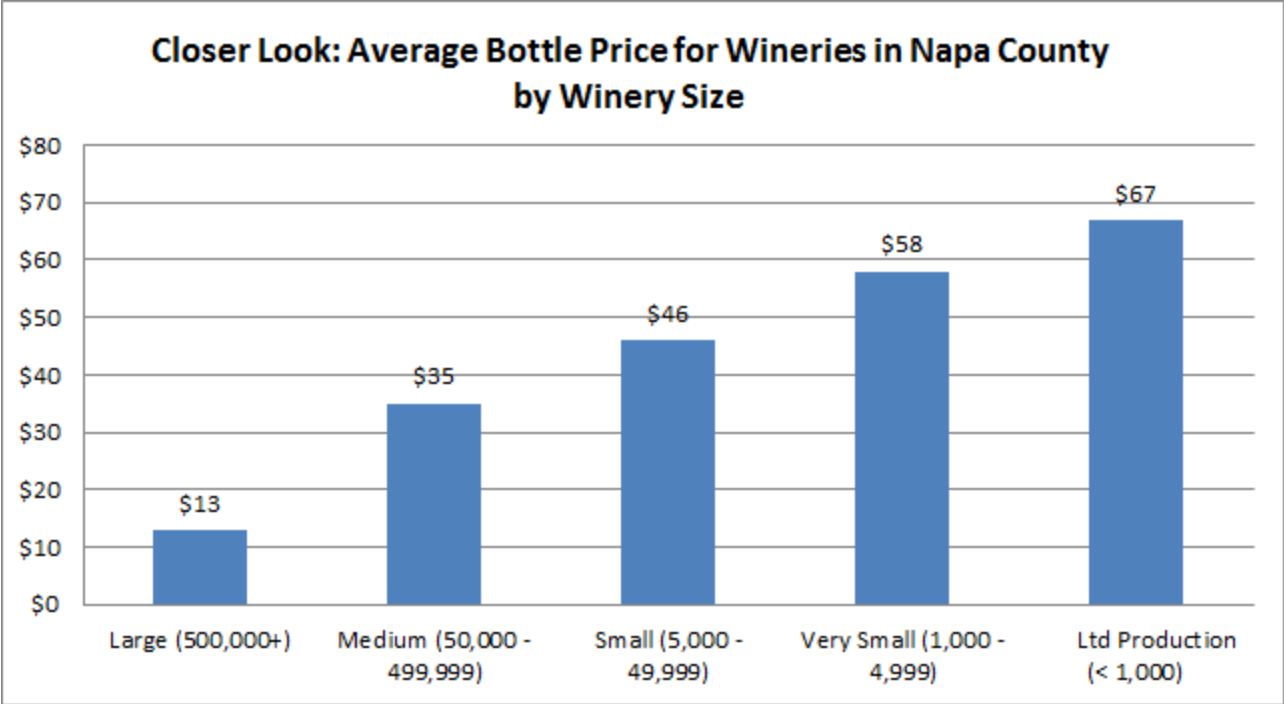 Closer Look: Average Bottle Price for Wineries in Napa County
by Winery Size
$80
$70
$60
$50
$40
$30
$20
$10
$0
$13
$35
$46
$58
$67
Large (500,000+)
Medium (50,000 -
499,999)
Small (5,000 -
49,999)
Very Small (1,000 -
4,999)
Ltd Production
(< 1,000)